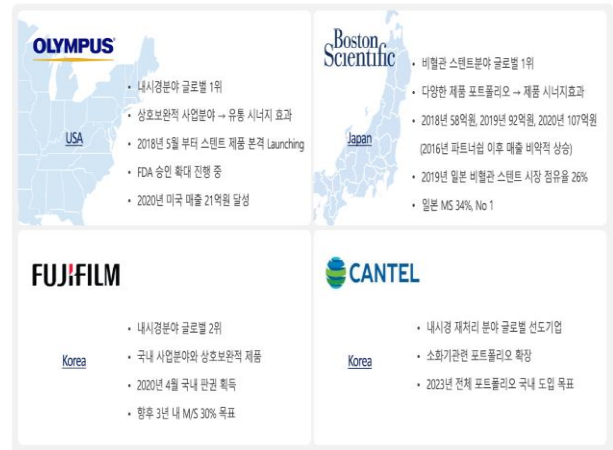 OLYMPUS
USA
• 내시경분야 글로벌 1위
• 상호보완적 사업분야 → 유통 시너지 효과
• 2018년 5월 부터 스텐트 제품 본격 Launching
• FDA 승인 확대 진행 중
• 2020년 미국 매출 21억원 달성
Boston
Scientific
Japan
• 비혈관 스텐트분야 글로벌 1위
• 다양한 제품 포트폴리오 → 제품 시너지효과
• 2018년 58억원, 2019년 92억원, 2020년 107억원
(2016년 파트너쉽 이후 매출 비약적 상승)
• 2019년 일본 비혈관 스텐트 시장 점유율 26%
• 일본 MS 34%, No 1
FUJIFILM
Korea
• 내시경분야 글로벌 2위
• 국내 사업분야와 상호보완적 제품
• 2020년 4월 국내 판권 획득
• 향후 3년 내 M/S 30% 목표
CANTEL
Korea
• 내시경 재처리 분야 글로벌 선도기업
• 소화기관련 포트폴리오 확장
• 2023년 전체 포트폴리오 국내 도입 목표